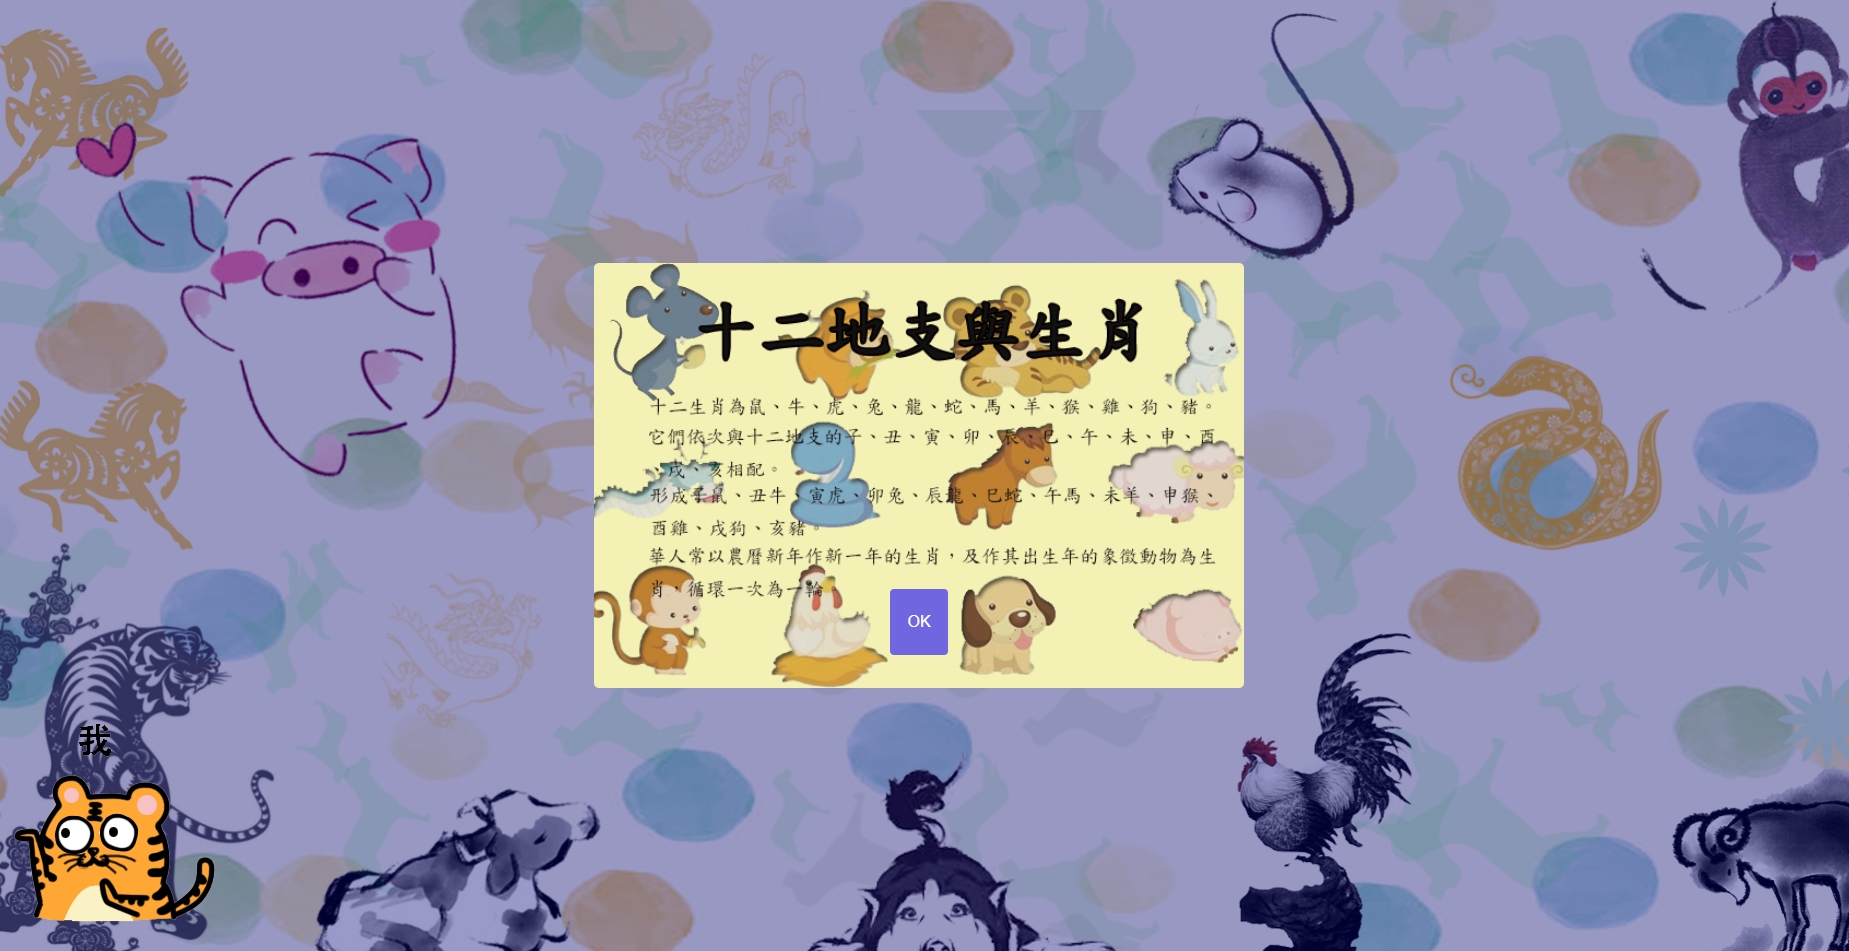 十二地支與生肖
十二生肖為鼠、牛、虎、兔、龍、蛇、馬、羊、猴、雞、狗、豬。
它們依次與十二地支的子、丑、寅、卯、辰、巳、午、未、申、酉
、戌、亥相配。
形成子鼠、丑牛、寅虎、卯兔、辰龍、巳蛇、午馬、未羊、申猴、
酉雞、戌狗、亥豬。
華人常以農曆新年作新一年的生肖，及作其出生年的象徵動物為生
肖，循環一次為一輪。
OK
我